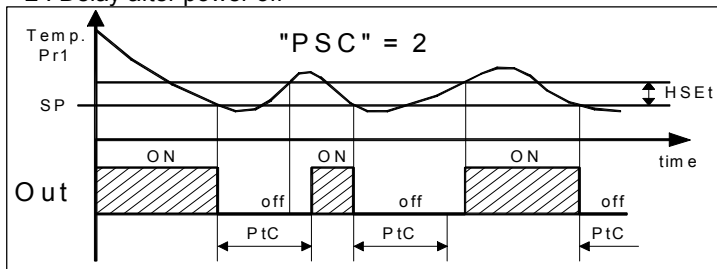 2 : Delay after power off
Temp.
Pr1
"PSC" = 2
HSEt
SP
time
ON
ON
ON
Out
off
off
off
PtC
PtC
PtC